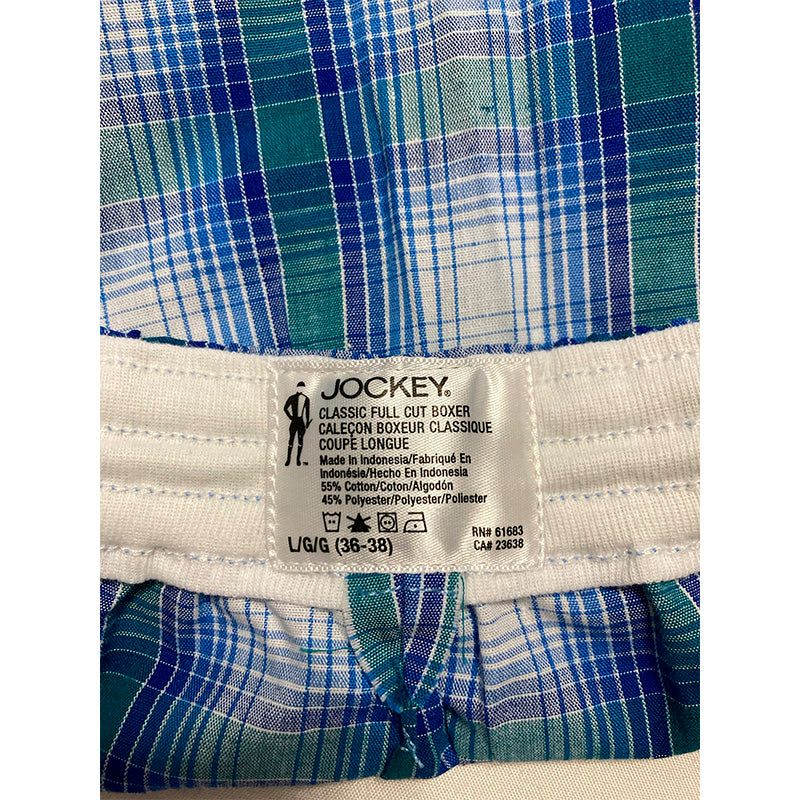 JOCKEY®
CLASSIC FULL CUT BOXER
CALEÇON BOXEUR CLASSIQUE
COUPE LONGUE
Made In Indonesia/Fabriqué En
Indonésie/Hecho En Indonesia
55% Cotton/Coton/Algodón
45% Polyester/Polyester/Poliester
L/G/G (36-38)
RN# 61683
CA# 23638